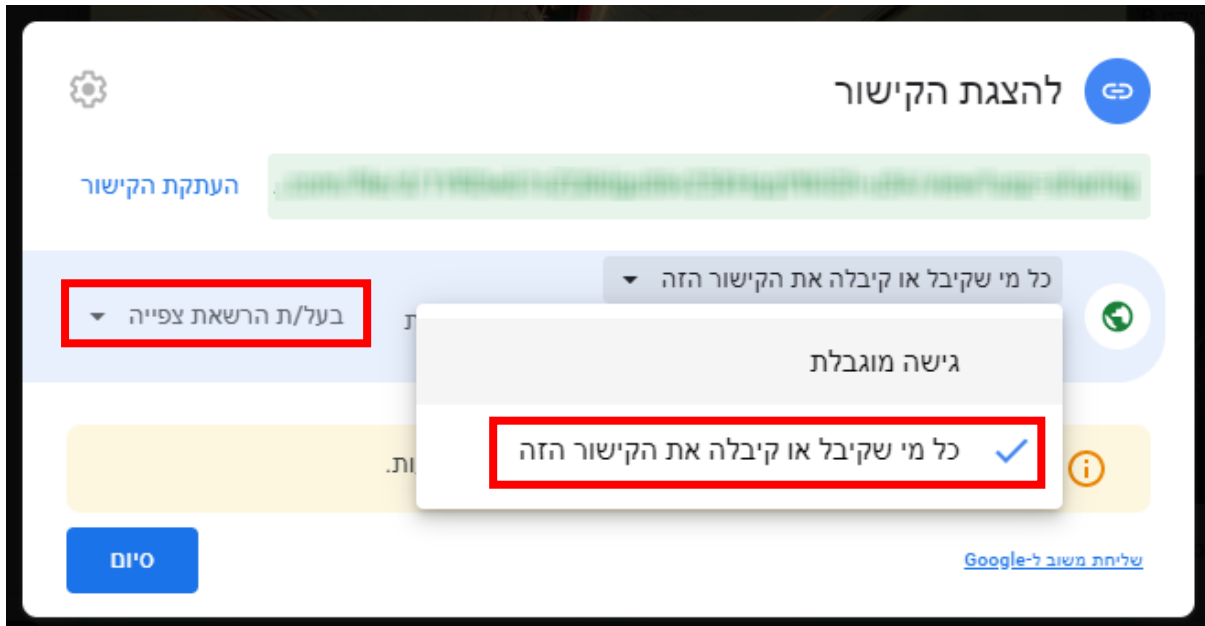 להצגת הקישור
העתקת הקישור
כל מי שקיבל או קיבלה את הקישור הזה
בעל/ת הרשאת צפייה
גישה מוגבלת
כל מי שקיבל או קיבלה את הקישור הזה
סיום
שליחת משוב ל-Google